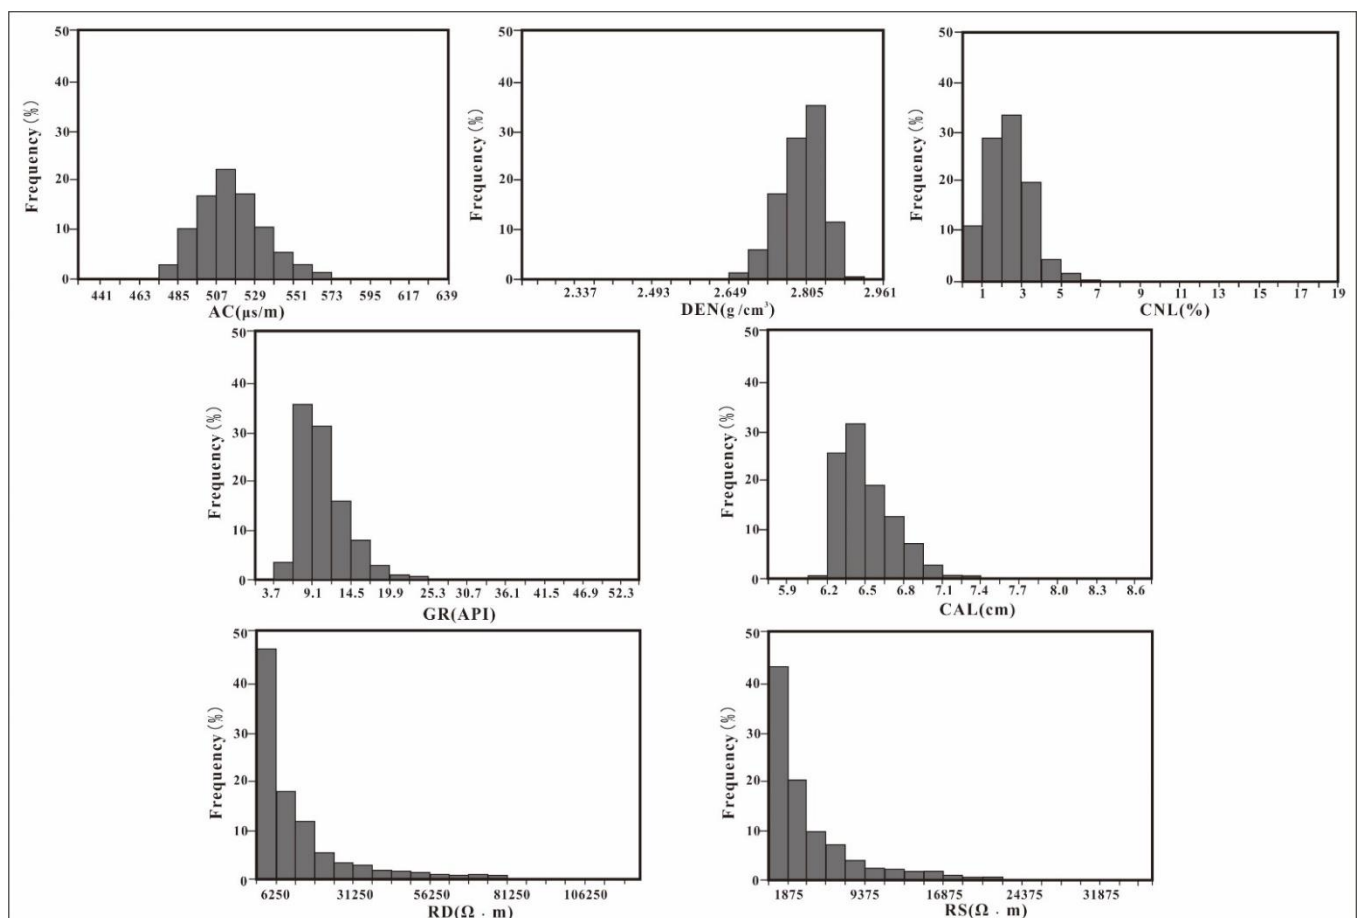 Frequency(%)
50
40
30
20
10
0
441 463 485 507 529 551 573 595 617 639
AC(μs/m)
Frequency(%)
50
40
30
20
10
0
2.337 2.493 2.649 2.805 2.961
DEN(g/cm³)
Frequency(%)
50
40
30
20
10
0
1 3 5 7 9 11 13 15 17 19
CNL(%)
Frequency(%)
50
40
30
20
10
0
3.7 9.1 14.5 19.9 25.3 30.7 36.1 41.5 46.9 52.3
GR(API)
Frequency(%)
50
40
30
20
10
0
5.9 6.2 6.5 6.8 7.1 7.4 7.7 8.0 8.3 8.6
CAL(cm)
Frequency(%)
50
40
30
20
10
0
6250 31250 56250 81250 106250
RD(Ω · m)
Frequency(%)
50
40
30
20
10
0
1875 9375 16875 24375 31875
RS(Ω · m)